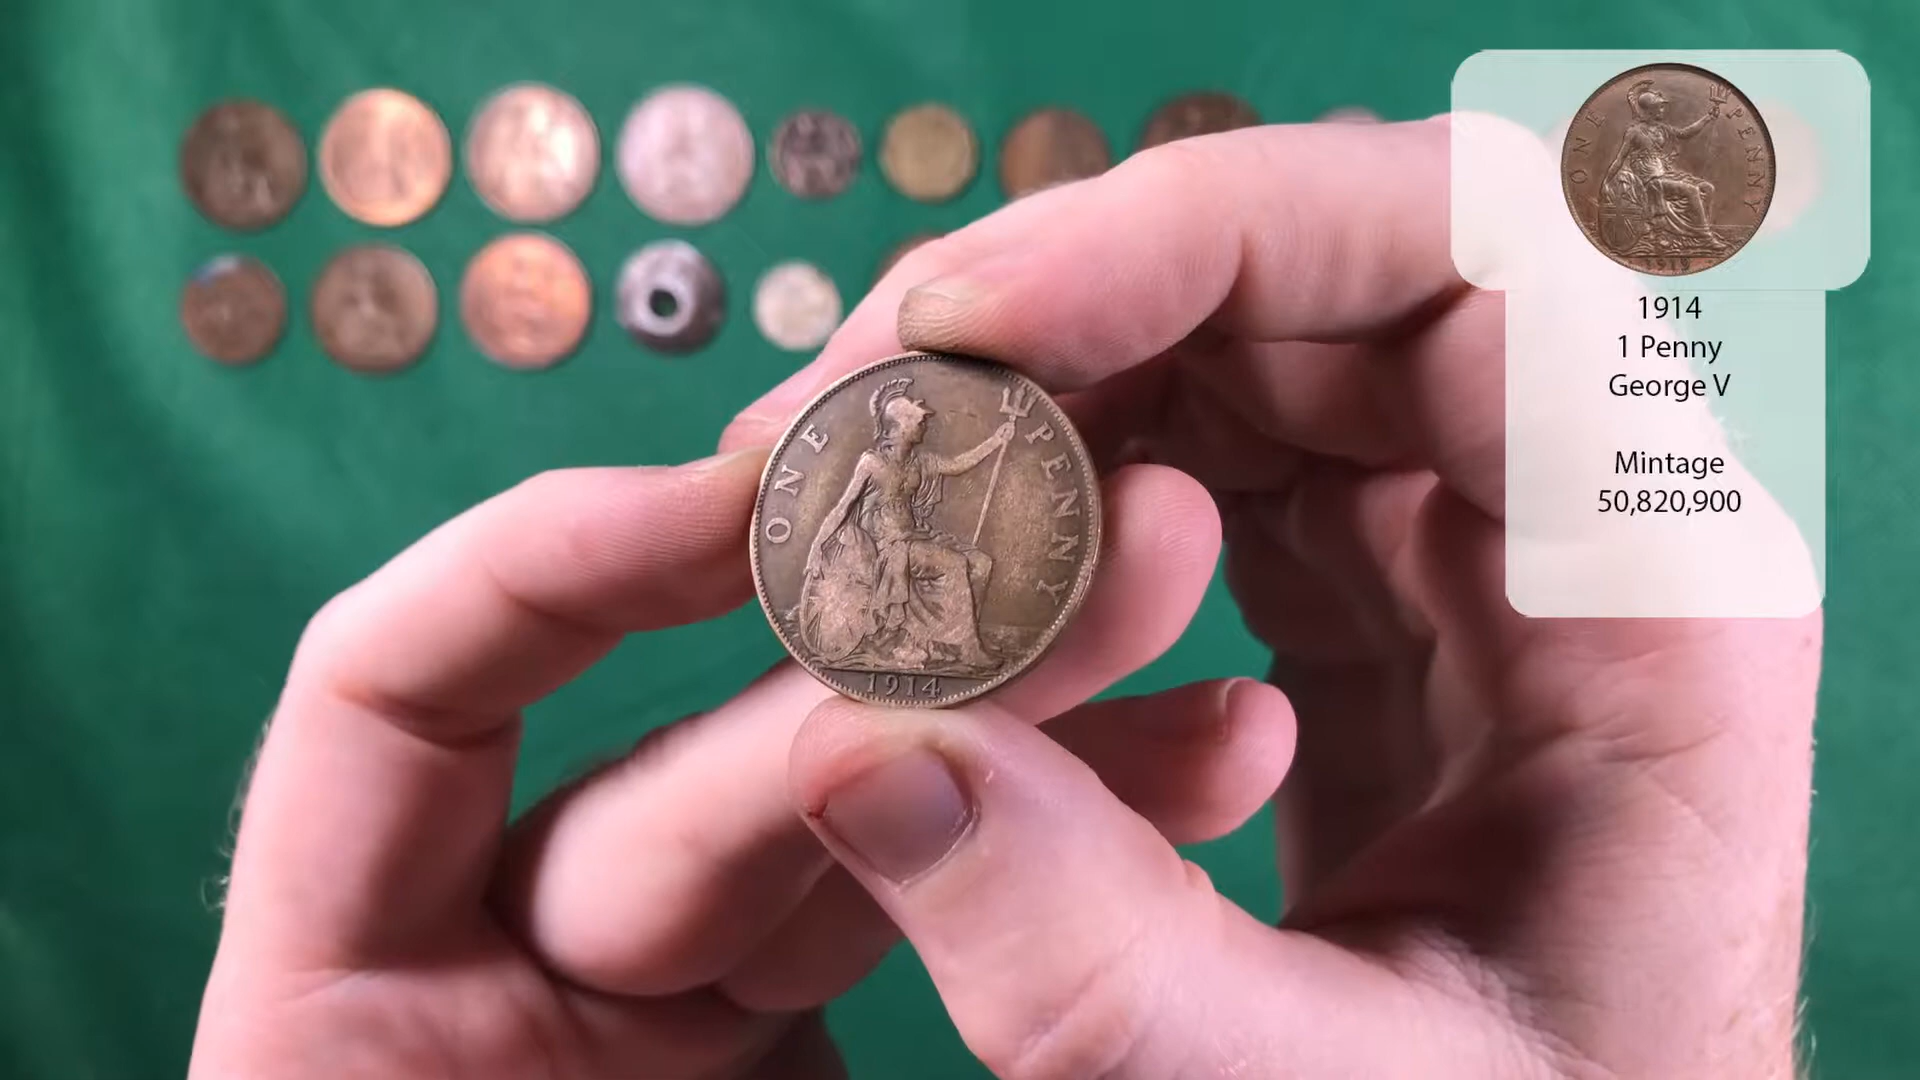 ONE PENNY
1914
ONE PENNY
1914
1 Penny
George V
Mintage
50,820,900